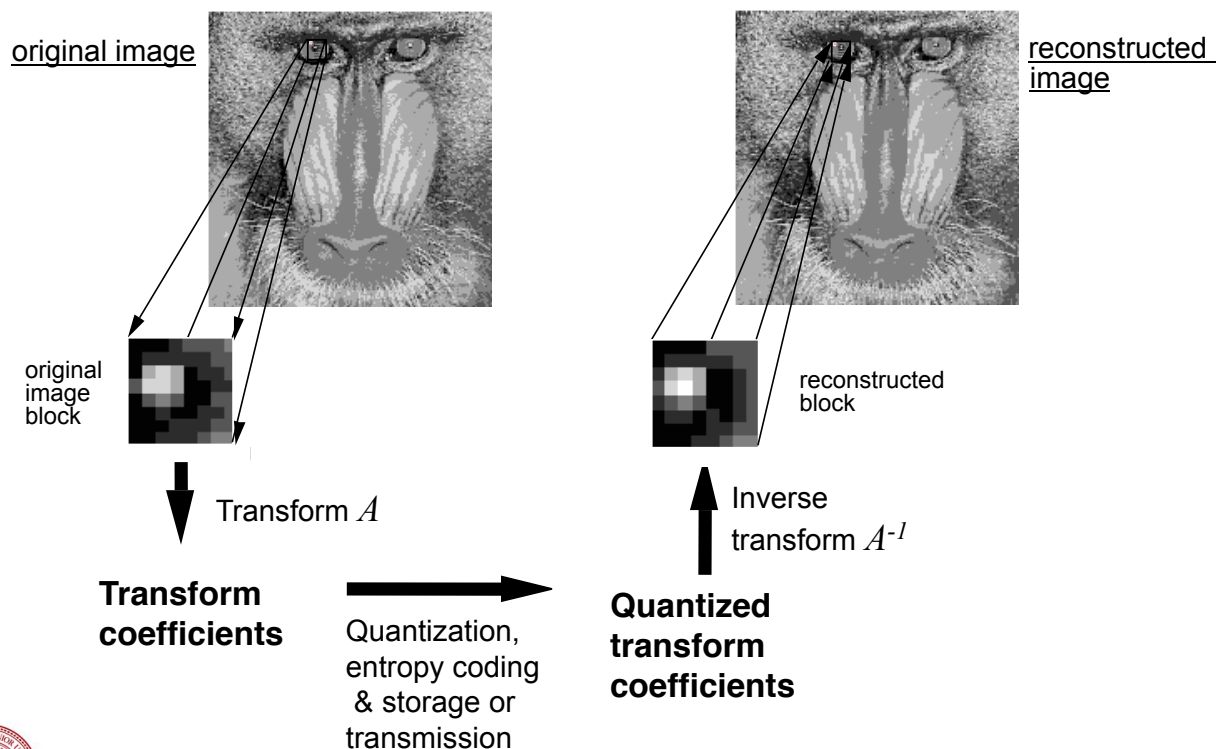 original image
reconstructed
image
original
image
block
reconstructed
block
Transform A
Inverse
transform A⁻¹
Transform
coefficients
Quantization,
entropy coding
& storage or
transmission
Quantized
transform
coefficients